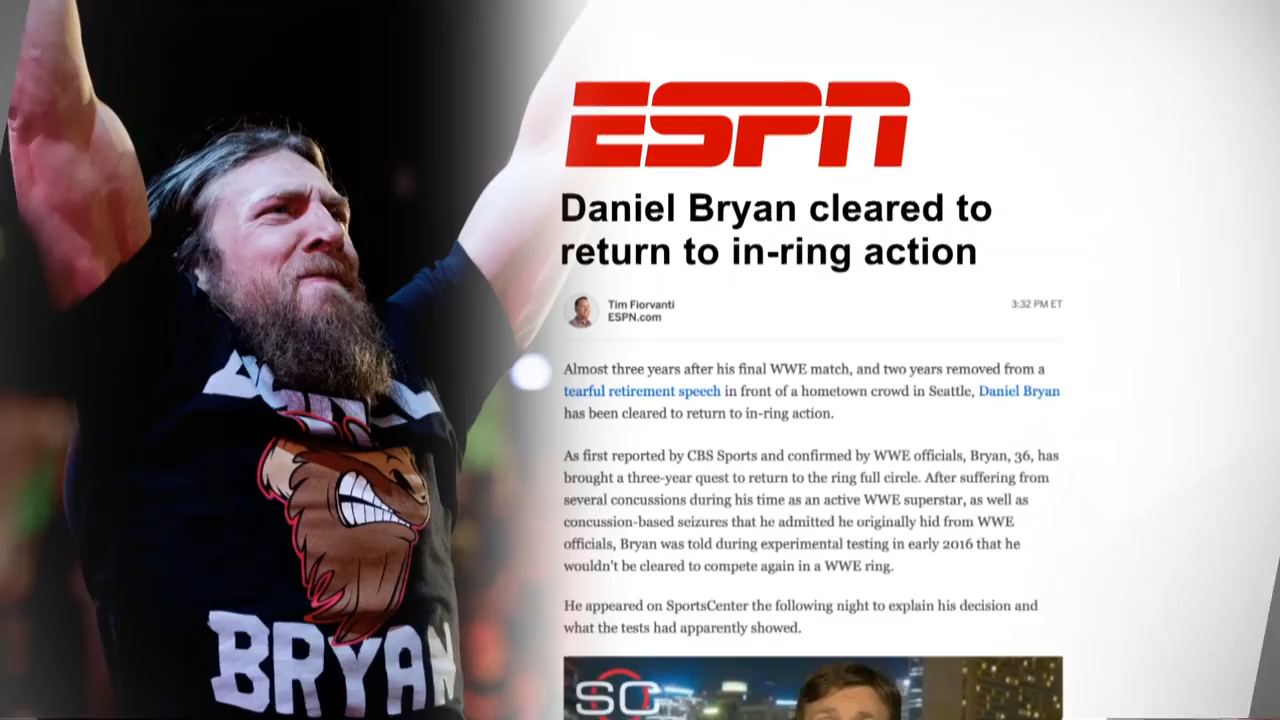 ESPN
Daniel Bryan cleared to
return to in-ring action
Tim Fiorvanti
ESPN.com
3:32 PM ET
Almost three years after his final WWE match, and two years removed from a
tearful retirement speech in front of a hometown crowd in Seattle, Daniel Bryan
has been cleared to return to in-ring action.
As first reported by CBS Sports and confirmed by WWE officials, Bryan, 36, has
brought a three-year quest to return to the ring full circle. After suffering from
several concussions during his time as an active WWE superstar, as well as
concussion-based seizures that he admitted he originally hid from WWE
officials, Bryan was told during experimental testing in early 2016 that he
wouldn't be cleared to compete again in a WWE ring.
He appeared on SportsCenter the following night to explain his decision and
what the tests had apparently showed.
SC
BRYAN